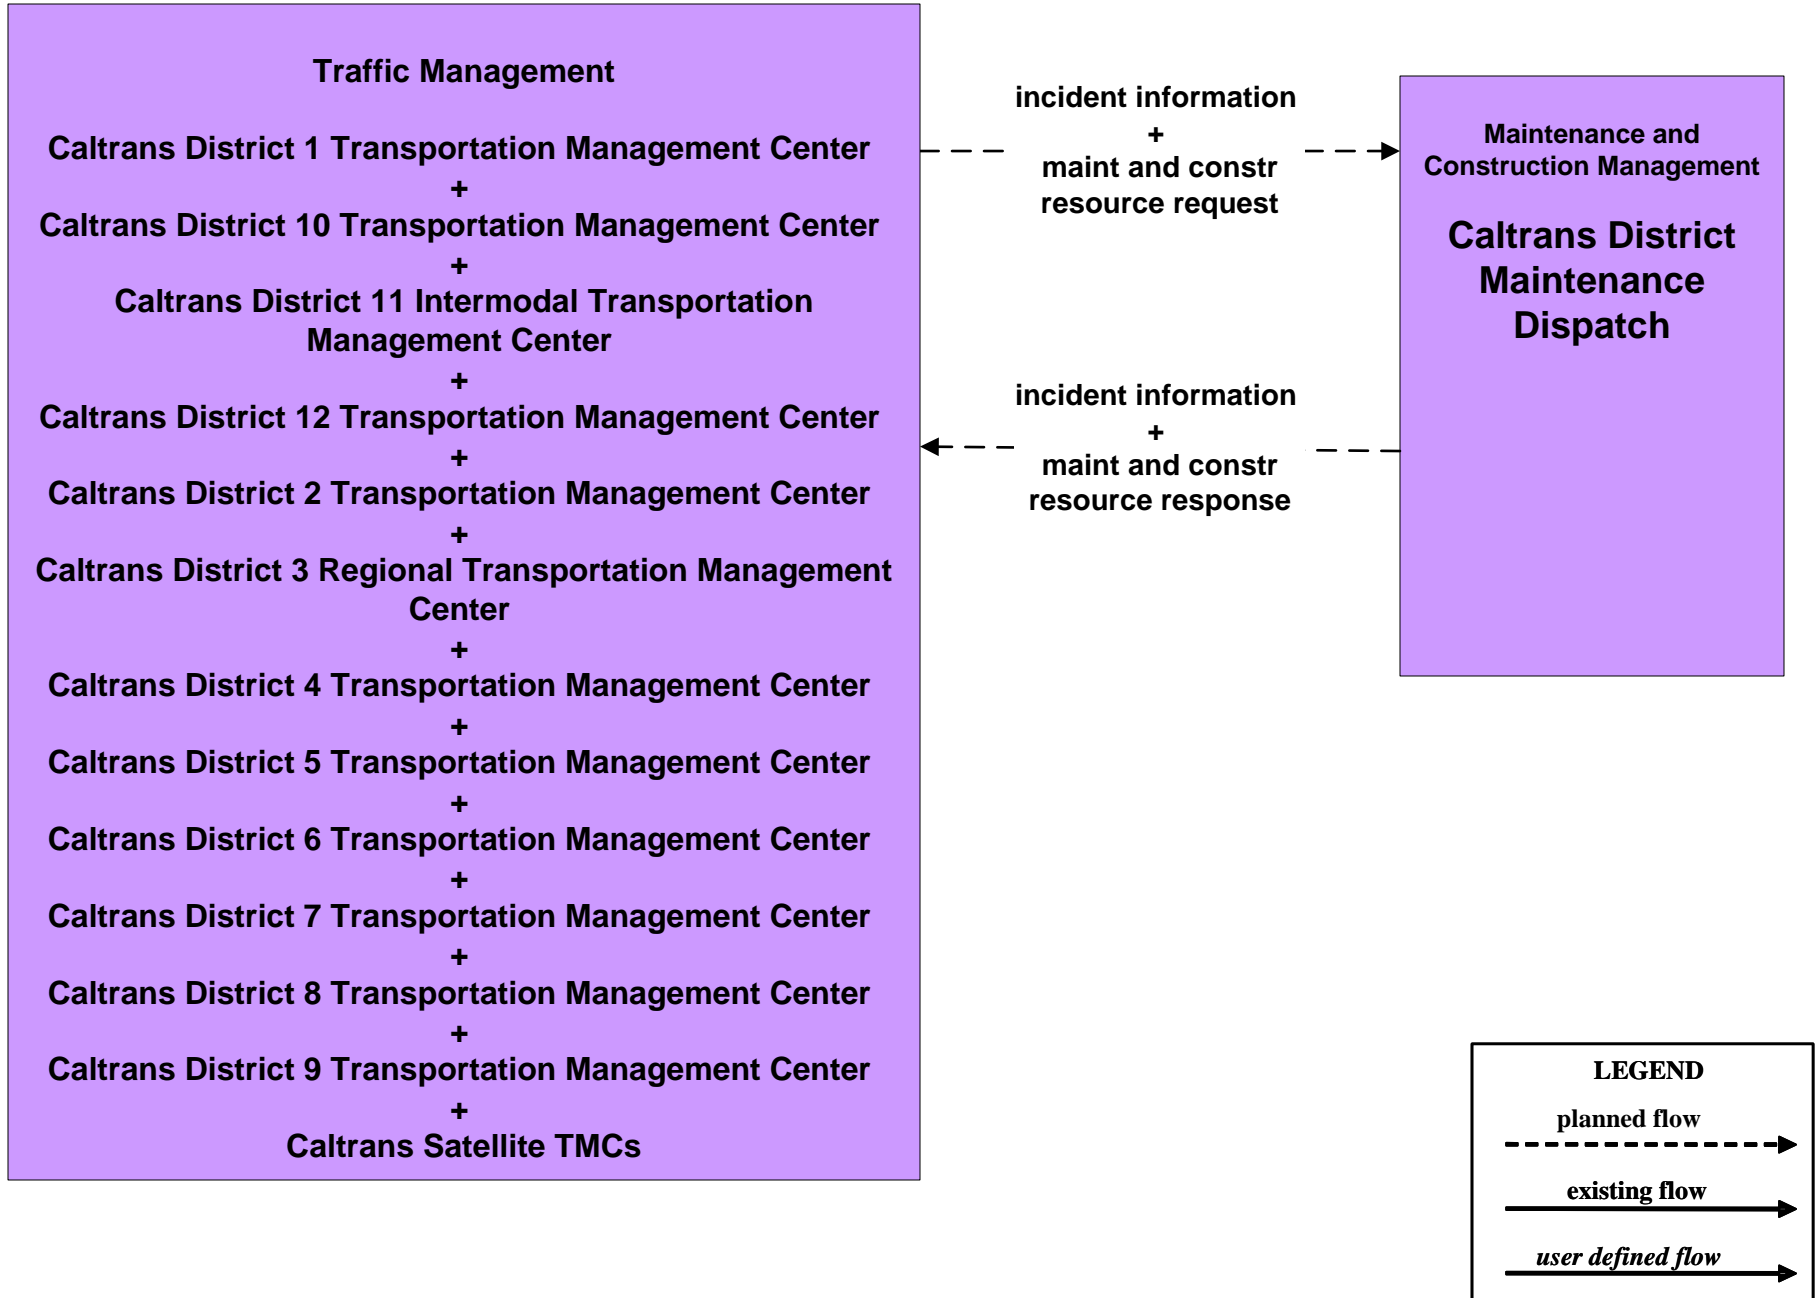 Traffic Management
Caltrans District 1 Transportation Management Center
+
Caltrans District 10 Transportation Management Center
+
Caltrans District 11 Intermodal Transportation
Management Center
+
Caltrans District 12 Transportation Management Center
+
Caltrans District 2 Transportation Management Center
+
Caltrans District 3 Regional Transportation Management
Center
+
Caltrans District 4 Transportation Management Center
+
Caltrans District 5 Transportation Management Center
+
Caltrans District 6 Transportation Management Center
+
Caltrans District 7 Transportation Management Center
+
Caltrans District 8 Transportation Management Center
+
Caltrans District 9 Transportation Management Center
+
Caltrans Satellite TMCs
incident information
+
maint and constr
resource request
incident information
+
maint and constr
resource response
Maintenance and
Construction Management
Caltrans District
Maintenance
Dispatch
LEGEND
planned flow
existing flow
user defined flow